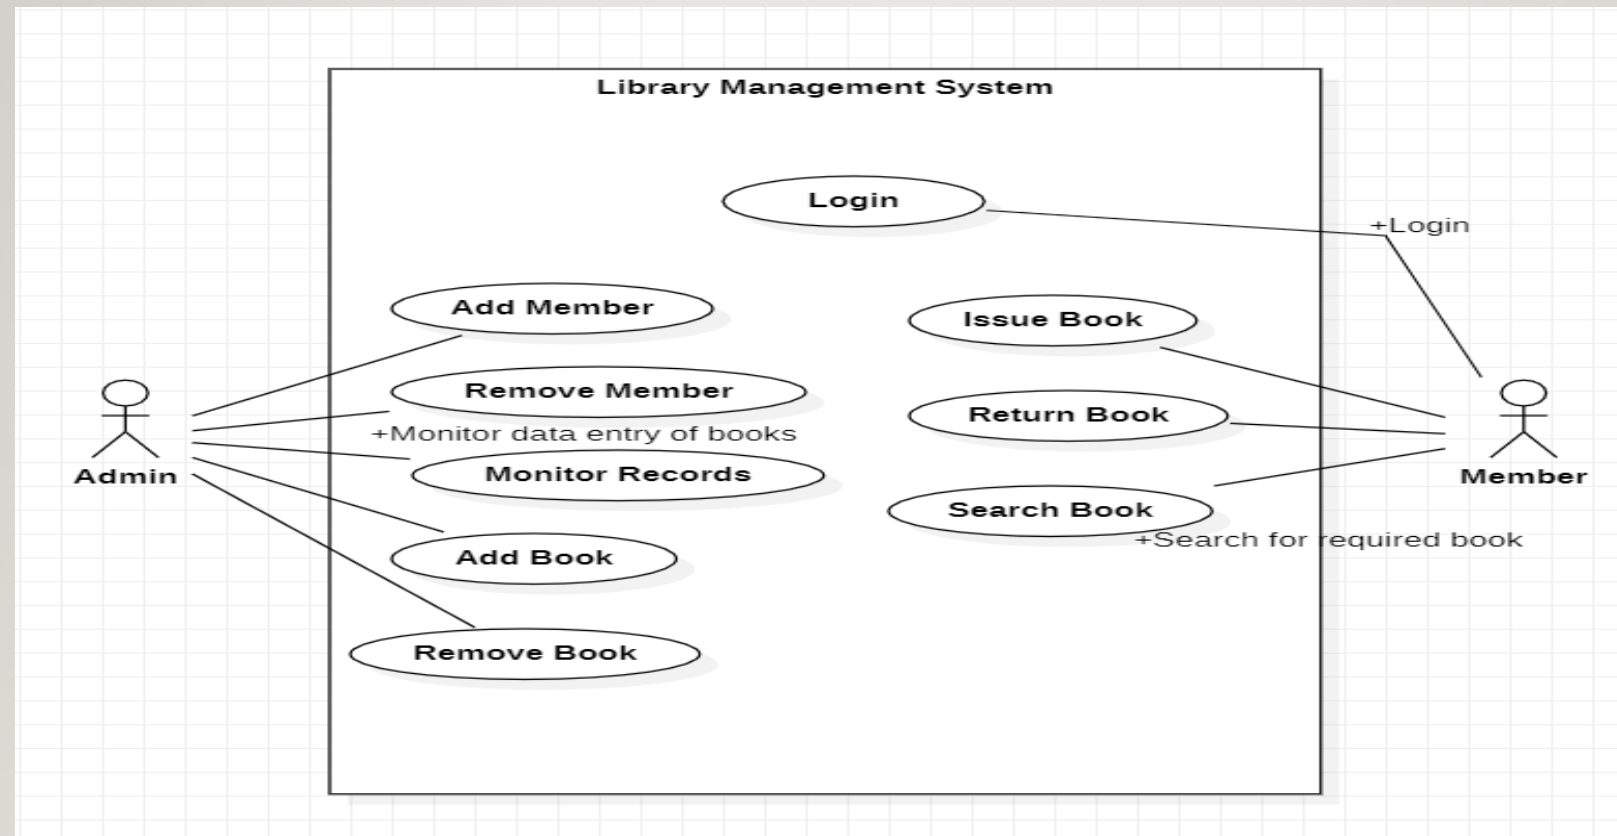 Library Management System
Login
+Login
Add Member
Issue Book
Remove Member
Return Book
+Monitor data entry of books
Monitor Records
Admin
Member
Search Book
+Search for required book
Add Book
Remove Book